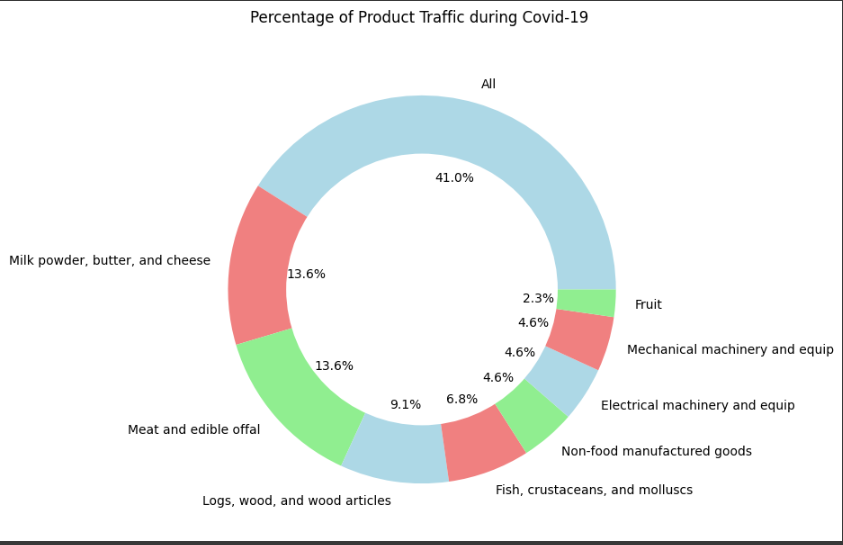 Percentage of Product Traffic during Covid-19
All
41.0%
Milk powder, butter, and cheese
13.6%
Meat and edible offal
13.6%
Logs, wood, and wood articles
9.1%
Fish, crustaceans, and molluscs
6.8%
Non-food manufactured goods
4.6%
Electrical machinery and equip
4.6%
Mechanical machinery and equip
4.6%
Fruit
2.3%